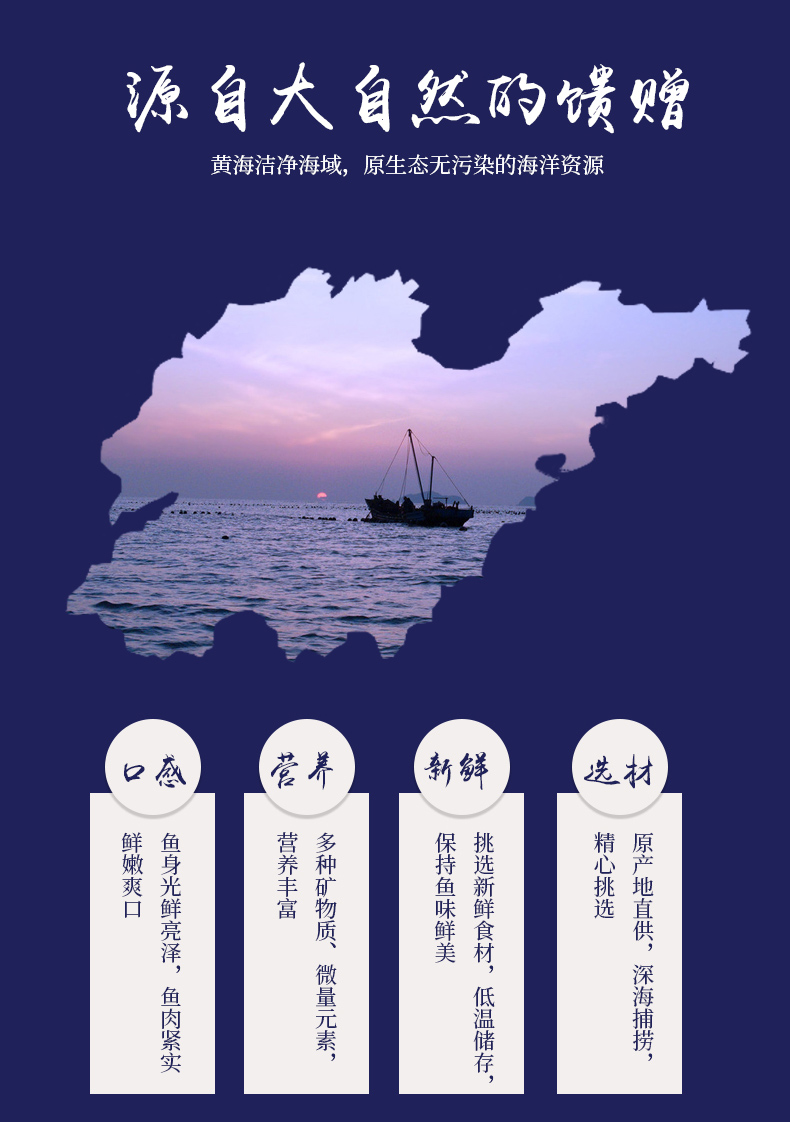 源自大自然的馈赠
黄海洁净海域，原生态无污染的海洋资源
口感
鱼身光鲜亮泽，鱼肉紧实
鲜嫩爽口
营养
多种矿物质、微量元素，
营养丰富
新鲜
挑选新鲜食材，低温储存，
保持鱼味鲜美
选材
原产地直供，深海捕捞，
精心挑选